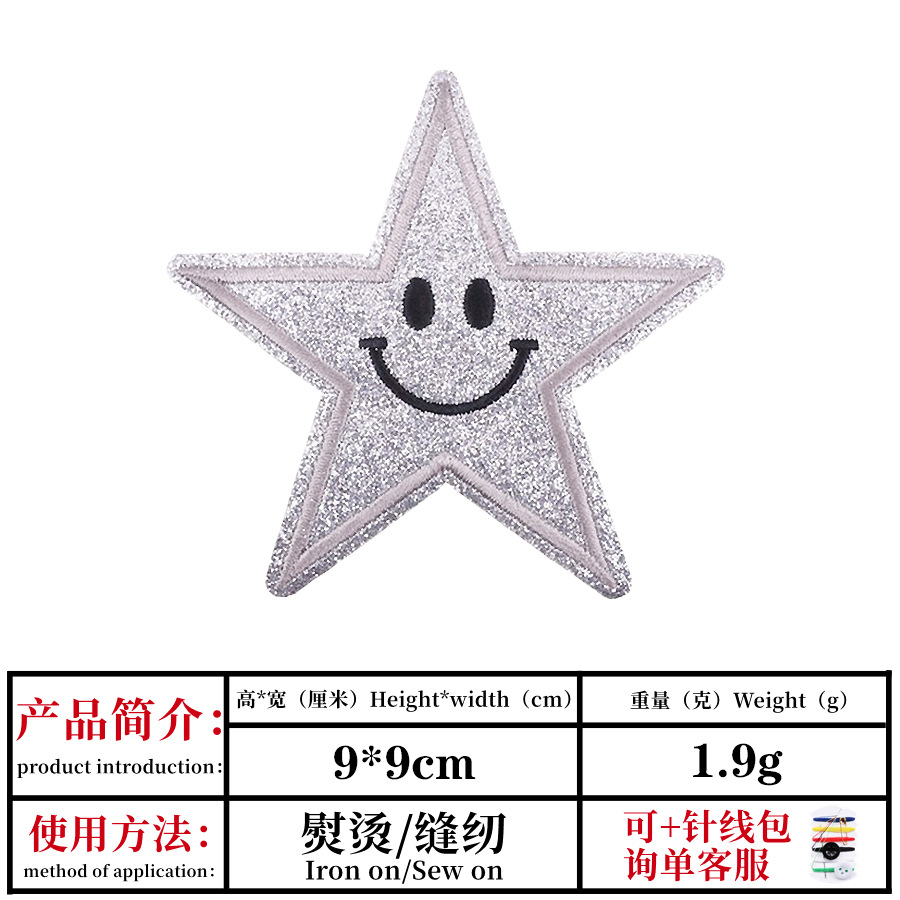 产品简介：
product introduction：
高*宽（厘米）Height*width（cm）
重量（克）Weight（g）
9*9cm
1.9g
使用方法：
method of application：
熨烫/缝纫
Iron on/Sew on
可+针线包
询单客服